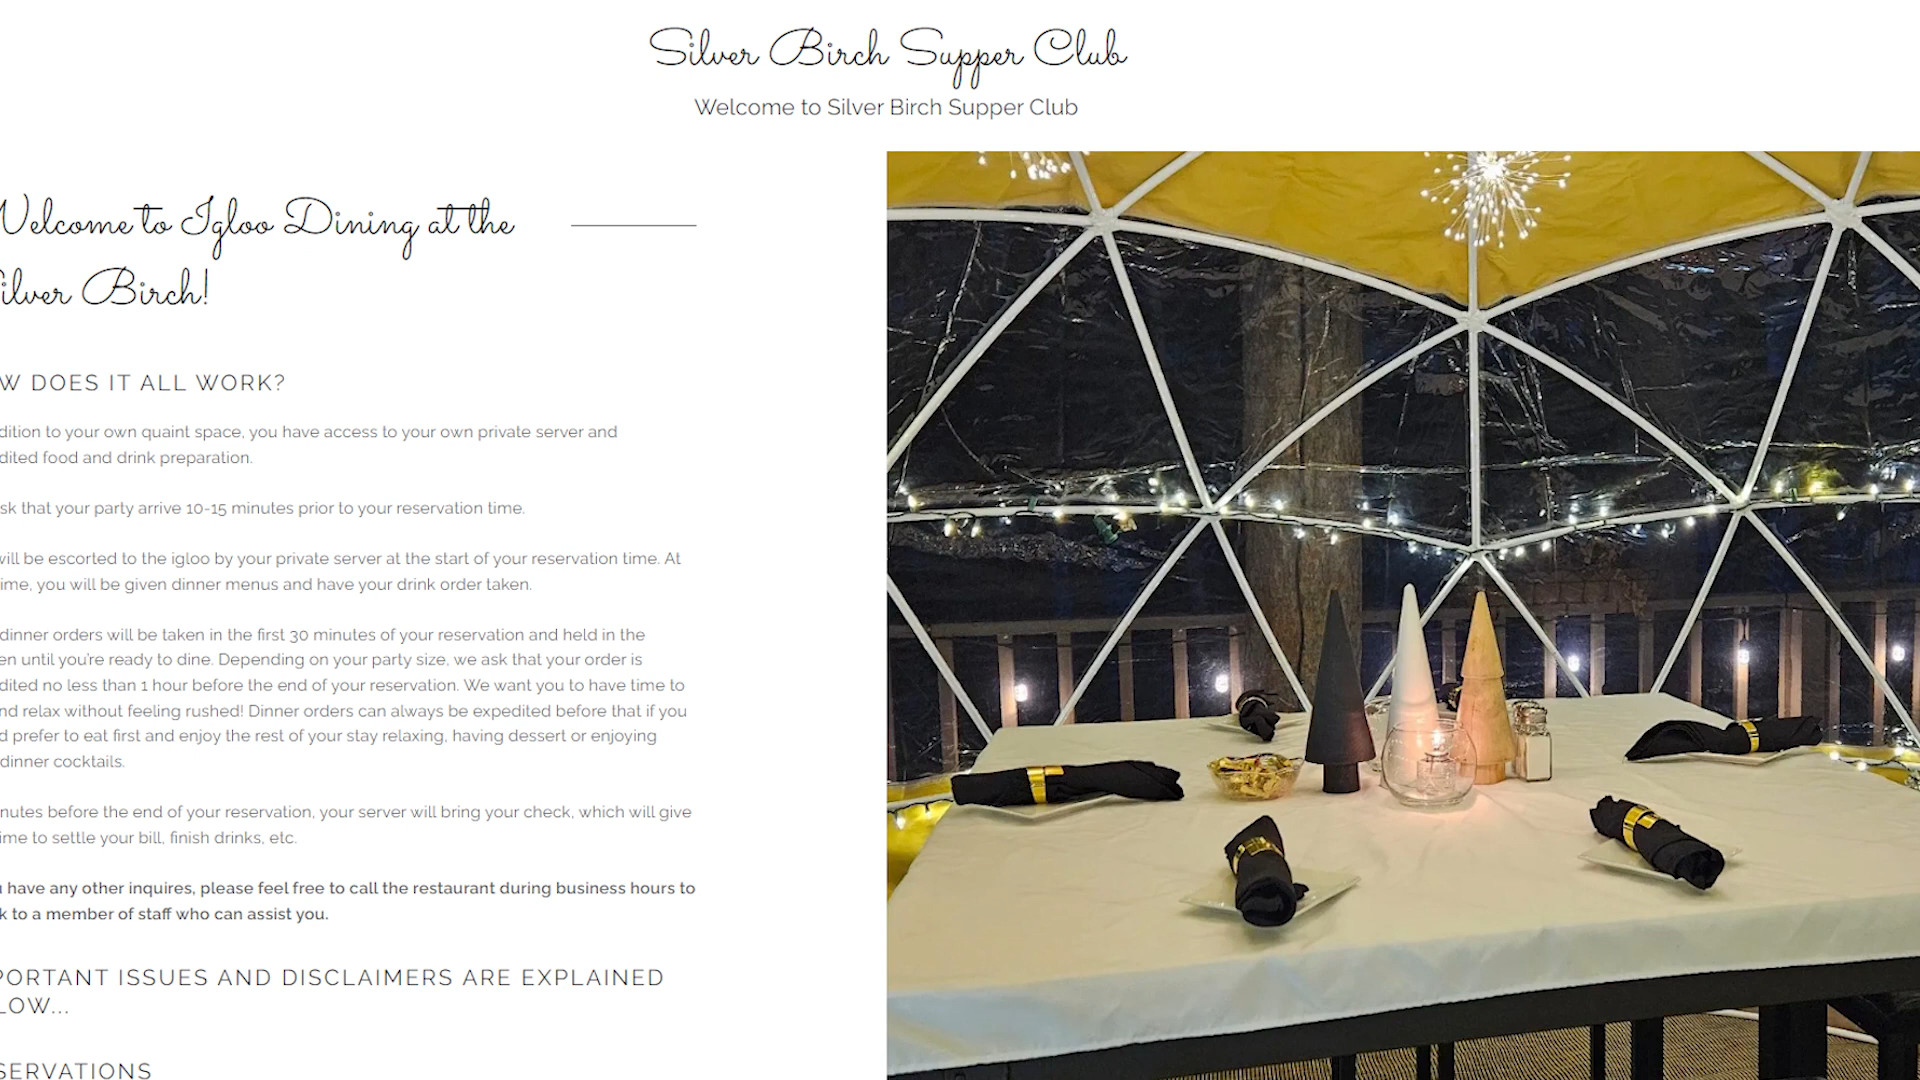 Silver Birch Supper Club
Welcome to Silver Birch Supper Club
Welcome to Igloo Dining at the
ilver Birch!
W DOES IT ALL WORK?
dition to your own quaint space, you have access to your own private server and
dited food and drink preparation.
sk that your party arrive 10-15 minutes prior to your reservation time.
will be escorted to the igloo by your private server at the start of your reservation time. At
ime, you will be given dinner menus and have your drink order taken.
dinner orders will be taken in the first 30 minutes of your reservation and held in the
en until you're ready to dine. Depending on your party size, we ask that your order is
dited no less than 1 hour before the end of your reservation. We want you to have time to
nd relax without feeling rushed! Dinner orders can always be expedited before that if you
d prefer to eat first and enjoy the rest of your stay relaxing, having dessert or enjoying
dinner cocktails.
nutes before the end of your reservation, your server will bring your check, which will give
ime to settle your bill, finish drinks, etc.
u have any other inquires, please feel free to call the restaurant during business hours to
k to a member of staff who can assist you.
PORTANT ISSUES AND DISCLAIMERS ARE EXPLAINED
LOW...
SERVATIONS